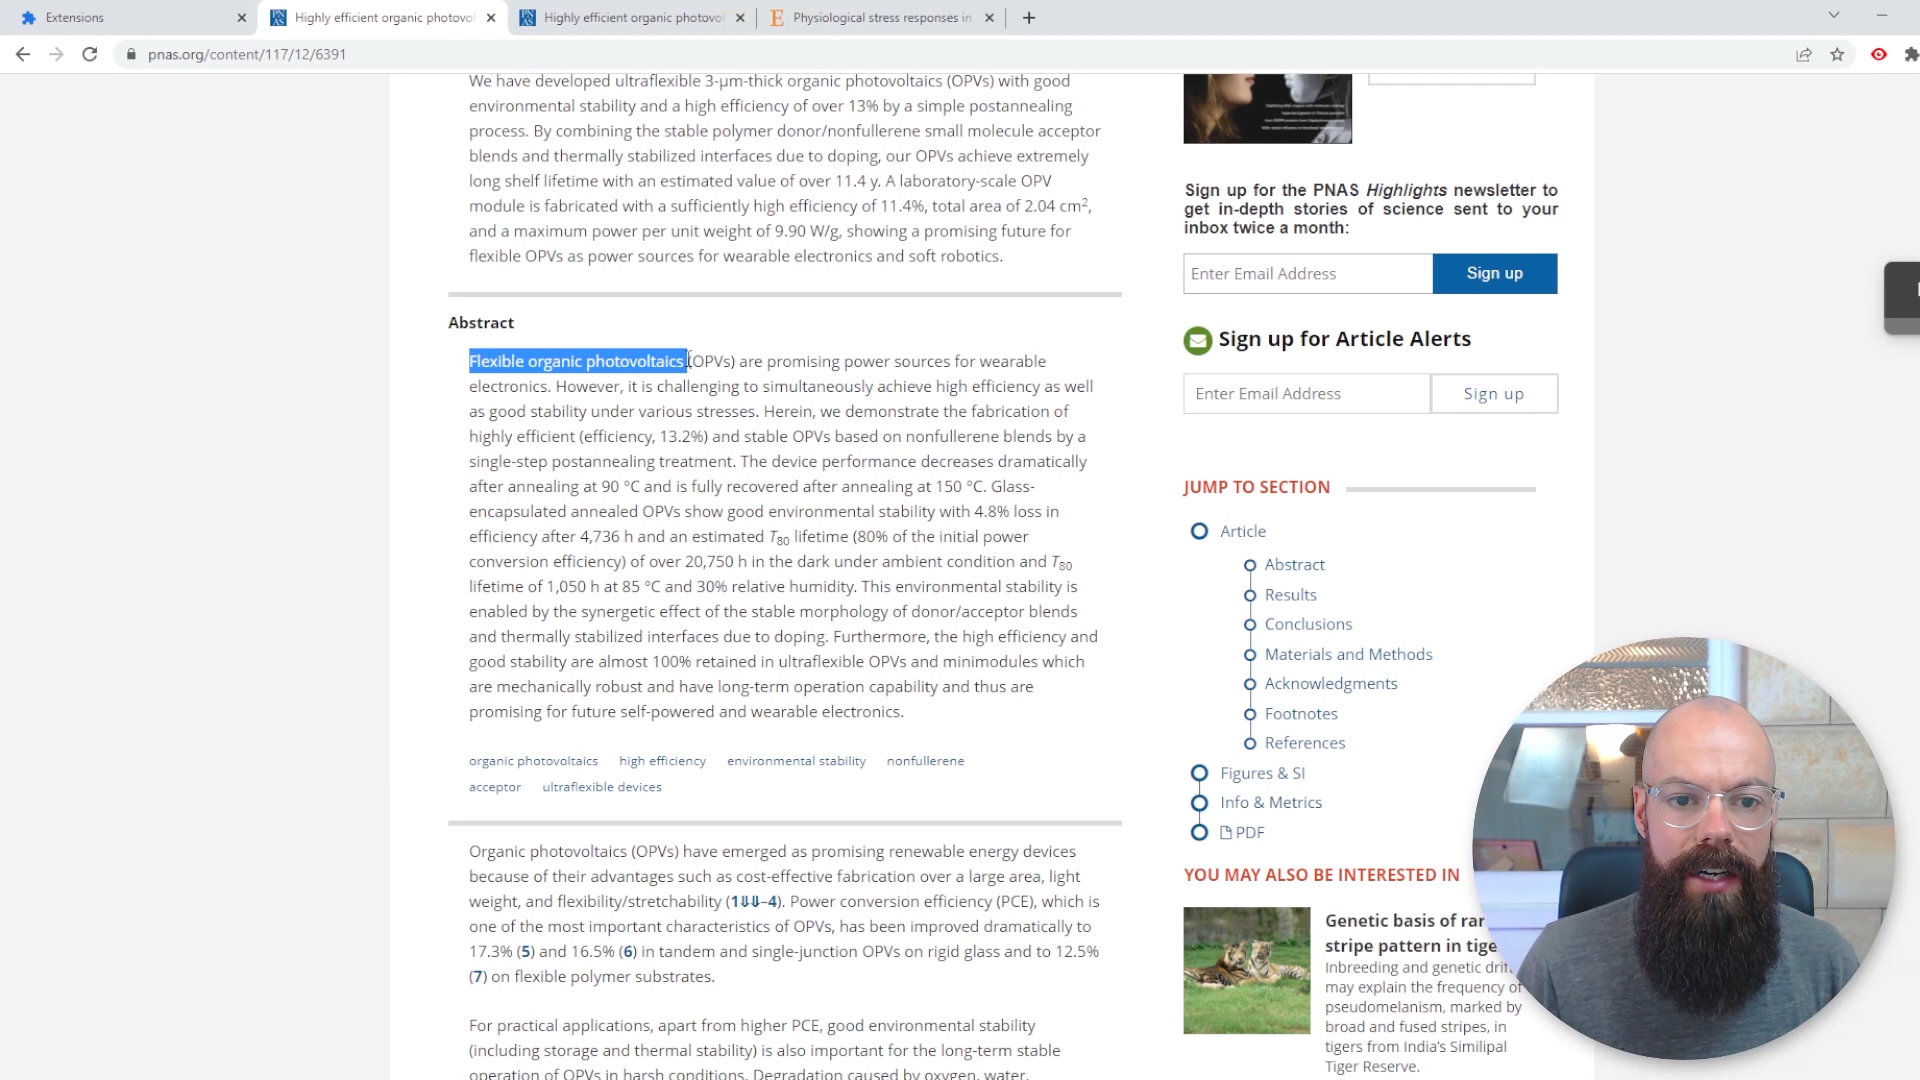 Extensions
Highly efficient organic photovol
Highly efficient organic photovol
Physiological stress responses in
pnas.org/content/117/12/6391
We have developed ultraflexible 3-μm-thick organic photovoltaics (OPVs) with good
environmental stability and a high efficiency of over 13% by a simple postannealing
process. By combining the stable polymer donor/nonfullerene small molecule acceptor
blends and thermally stabilized interfaces due to doping, our OPVs achieve extremely
long shelf lifetime with an estimated value of over 11.4 y. A laboratory-scale OPV
module is fabricated with a sufficiently high efficiency of 11.4%, total area of 2.04 cm²,
and a maximum power per unit weight of 9.90 W/g, showing a promising future for
flexible OPVs as power sources for wearable electronics and soft robotics.
Abstract
Flexible organic photovoltaics (OPVs) are promising power sources for wearable
electronics. However, it is challenging to simultaneously achieve high efficiency as well
as good stability under various stresses. Herein, we demonstrate the fabrication of
highly efficient (efficiency, 13.2%) and stable OPVs based on nonfullerene blends by a
single-step postannealing treatment. The device performance decreases dramatically
after annealing at 90 °C and is fully recovered after annealing at 150 °C. Glass-
encapsulated annealed OPVs show good environmental stability with 4.8% loss in
efficiency after 4,736 h and an estimated T80 lifetime (80% of the initial power
conversion efficiency) of over 20,750 h in the dark under ambient condition and T80
lifetime of 1,050 h at 85 °C and 30% relative humidity. This environmental stability is
enabled by the synergetic effect of the stable morphology of donor/acceptor blends
and thermally stabilized interfaces due to doping. Furthermore, the high efficiency and
good stability are almost 100% retained in ultraflexible OPVs and minimodules which
are mechanically robust and have long-term operation capability and thus are
promising for future self-powered and wearable electronics.
organic photovoltaics high efficiency environmental stability nonfullerene
acceptor ultraflexible devices
Organic photovoltaics (OPVs) have emerged as promising renewable energy devices
because of their advantages such as cost-effective fabrication over a large area, light
weight, and flexibility/stretchability (1⇓⇓–4). Power conversion efficiency (PCE), which is
one of the most important characteristics of OPVs, has been improved dramatically to
17.3% (5) and 16.5% (6) in tandem and single-junction OPVs on rigid glass and to 12.5%
(7) on flexible polymer substrates.
For practical applications, apart from higher PCE, good environmental stability
(including storage and thermal stability) is also important for the long-term stable
operation of OPVs in harsh conditions. Degradation caused by oxygen, water,
Sign up for the PNAS Highlights newsletter to
get in-depth stories of science sent to your
inbox twice a month:
Enter Email Address
Sign up
Sign up for Article Alerts
Enter Email Address
Sign up
JUMP TO SECTION
Article
Abstract
Results
Conclusions
Materials and Methods
Acknowledgments
Footnotes
References
Figures & SI
Info & Metrics
PDF
YOU MAY ALSO BE INTERESTED IN
Genetic basis of rar
stripe pattern in tige
Inbreeding and genetic drif
may explain the frequency of
pseudomelanism, marked by
broad and fused stripes, in
tigers from India's Similipal
Tiger Reserve.